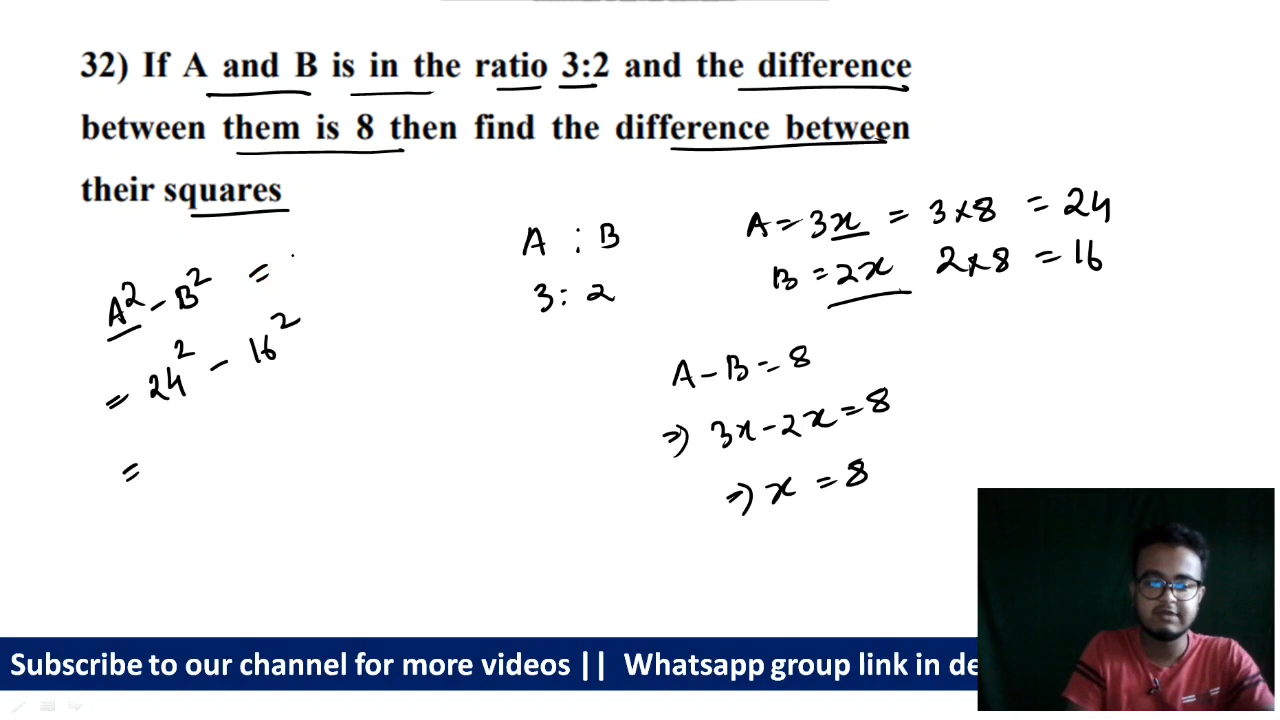 32) If A and B is in the ratio 3:2 and the difference
between them is 8 then find the difference between
their squares
A² - B² =
= 24² - 16²
=
A : B
3 : 2
A = 3x = 3×8 = 24
B = 2x 2×8 = 16
A - B = 8
⇒ 3x - 2x = 8
⇒ x = 8
Subscribe to our channel for more videos || Whatsapp group link in de